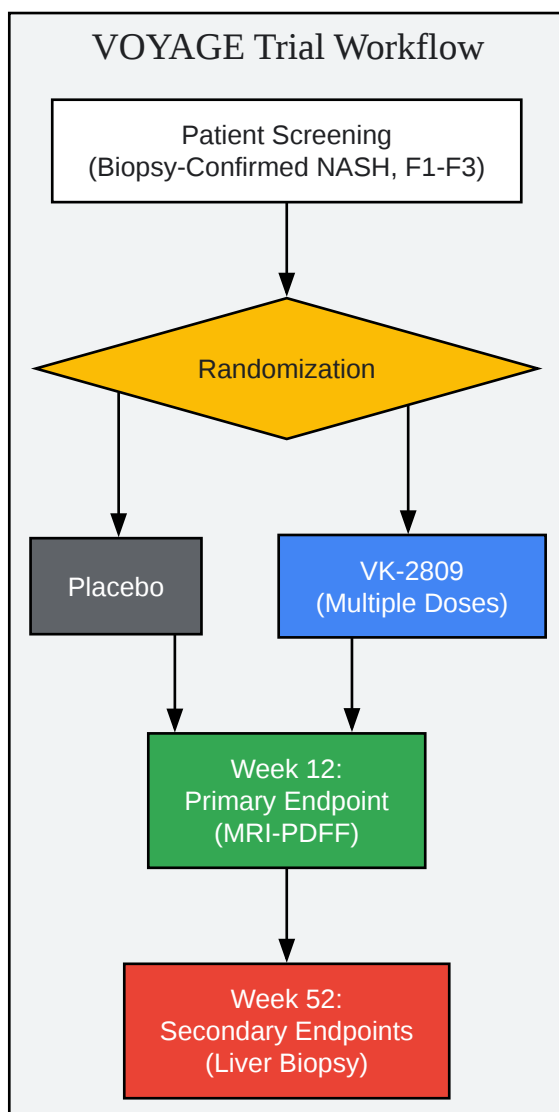 VOYAGE Trial Workflow
Patient Screening
(Biopsy-Confirmed NASH, F1-F3)
Randomization
Placebo
VK-2809
(Multiple Doses)
Week 12:
Primary Endpoint
(MRI-PDFF)
Week 52:
Secondary Endpoints
(Liver Biopsy)